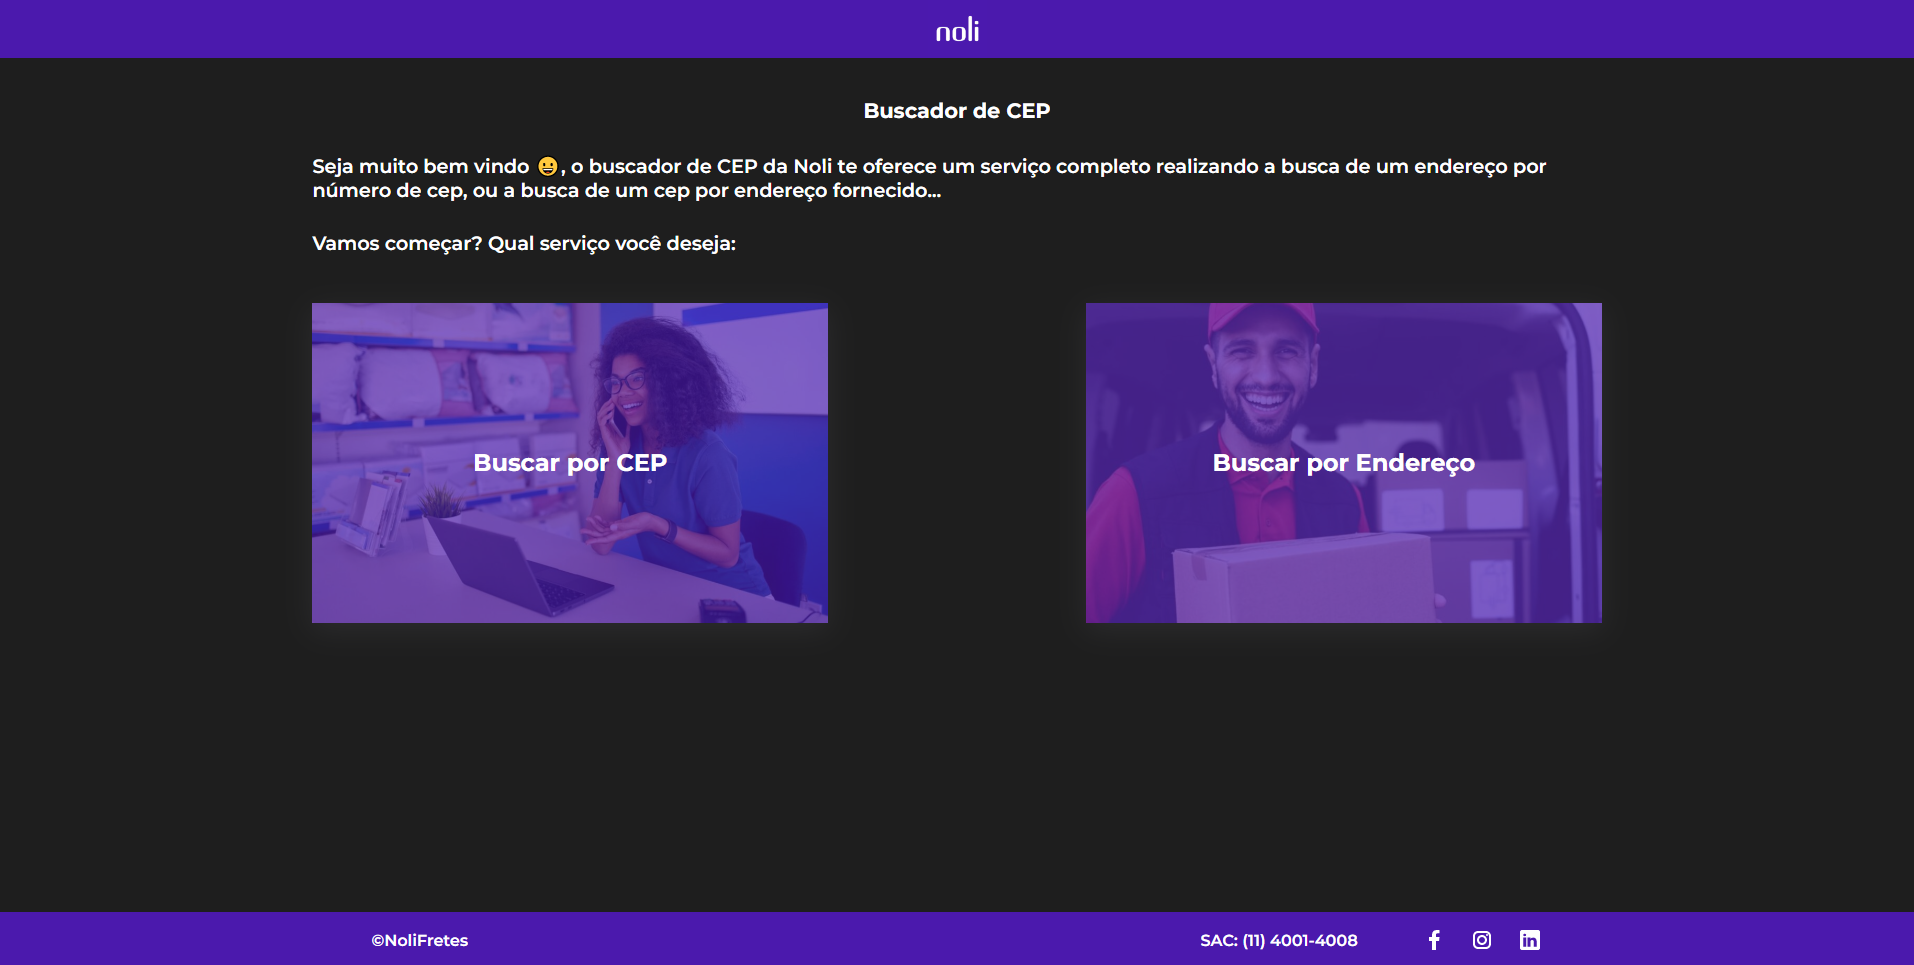 noli
Buscador de CEP
Seja muito bem vindo 😀, o buscador de CEP da Noli te oferece um serviço completo realizando a busca de um endereço por
número de cep, ou a busca de um cep por endereço fornecido...
Vamos começar? Qual serviço você deseja:
Buscar por CEP
Buscar por Endereço
©NoliFretes
SAC: (11) 4001-4008